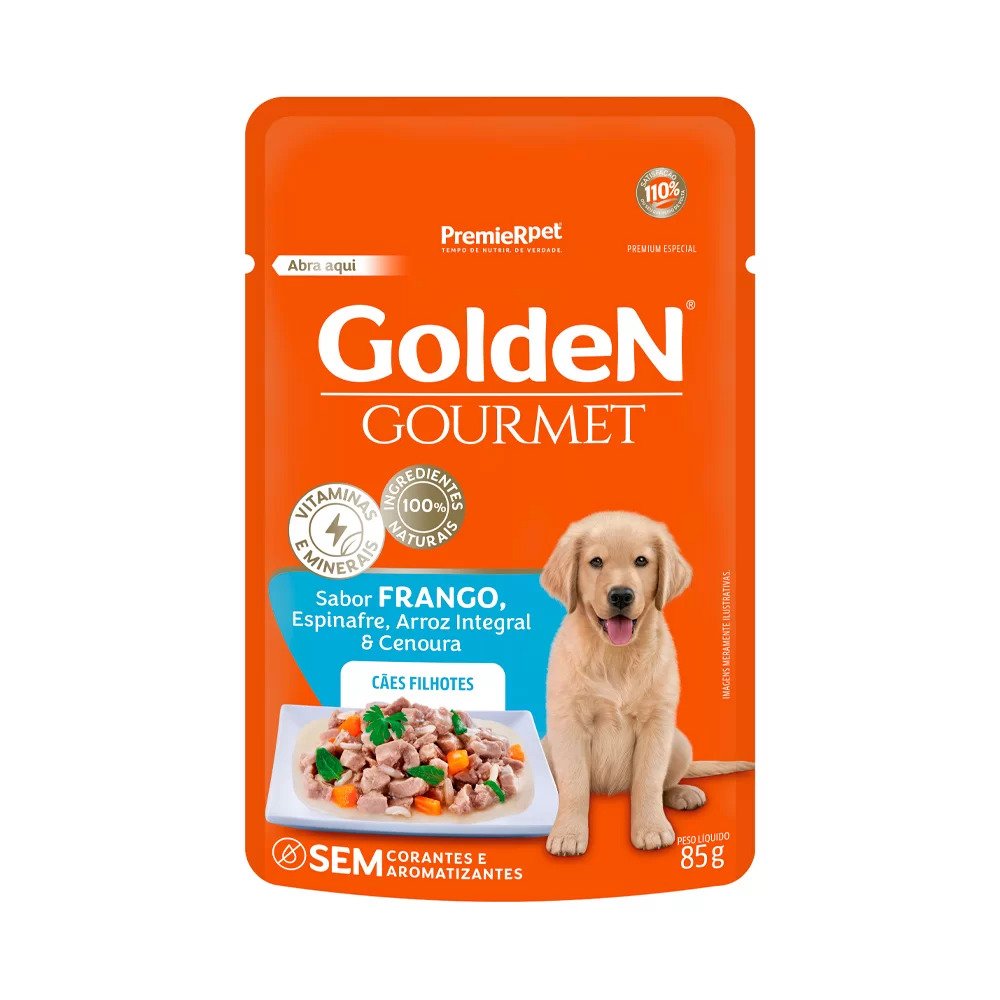 SATISFAÇÃO
110%
PremieRpet®
TEMPO DE NUTRIR. DE VERDADE.
PREMIUM ESPECIAL
Abra aqui
GoldeN®
GOURMET
VITAMINAS
E MINERAIS
INGREDIENTES
100%
NATURAIS
Sabor FRANGO,
Espinafre, Arroz Integral
& Cenoura
CÃES FILHOTES
IMAGENS MERAMENTE ILUSTRATIVAS.
SEM CORANTES E
AROMATIZANTES
PESO LÍQUIDO
85g